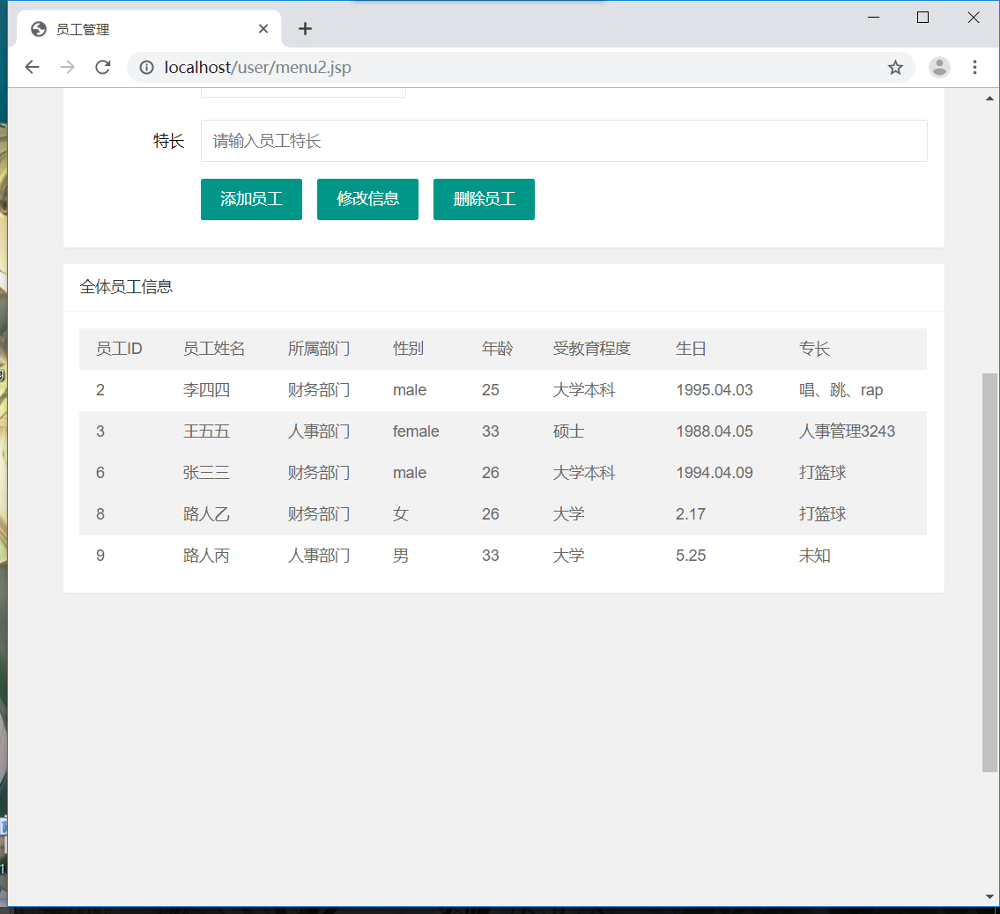 员工管理
localhost/user/menu2.jsp
特长 请输入员工特长
添加员工 修改信息 删除员工
全体员工信息
员工ID 员工姓名 所属部门 性别 年龄 受教育程度 生日 专长
2 李四四 财务部门 male 25 大学本科 1995.04.03 唱、跳、rap
3 王五五 人事部门 female 33 硕士 1988.04.05 人事管理3243
6 张三三 财务部门 male 26 大学本科 1994.04.09 打篮球
8 路人乙 财务部门 女 26 大学 2.17 打篮球
9 路人丙 人事部门 男 33 大学 5.25 未知